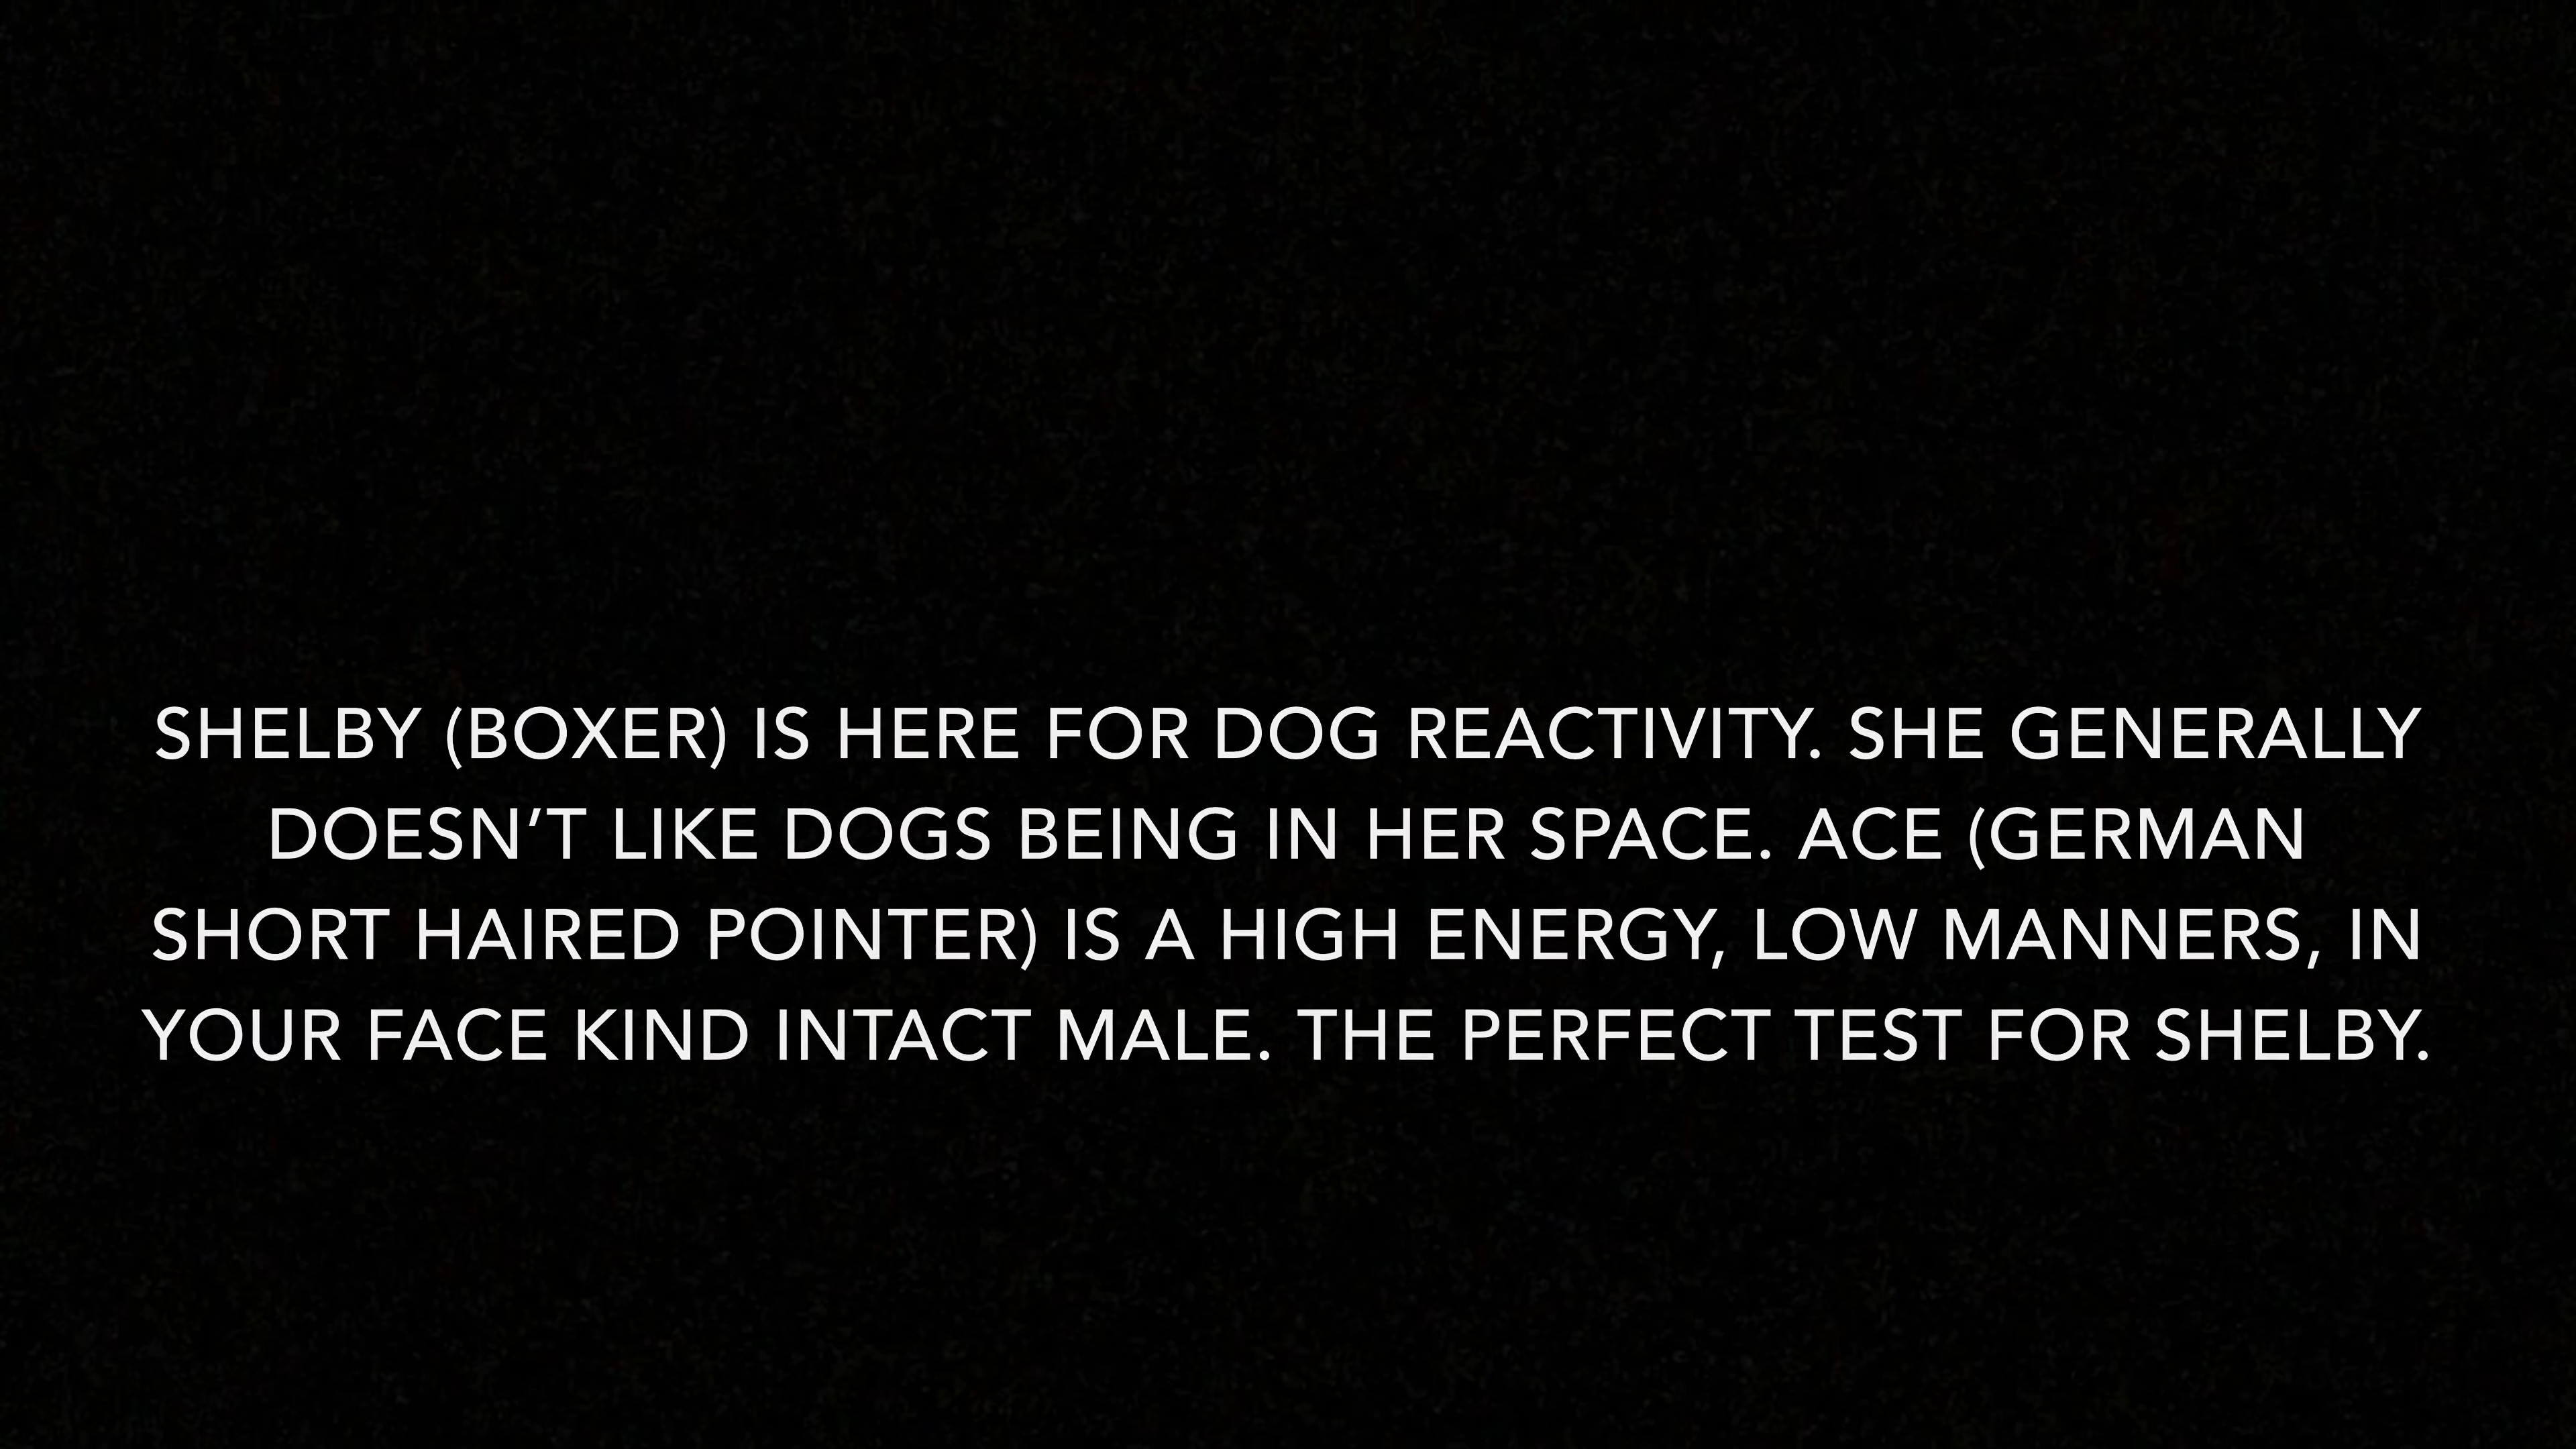 SHELBY (BOXER) IS HERE FOR DOG REACTIVITY. SHE GENERALLY
DOESN’T LIKE DOGS BEING IN HER SPACE. ACE (GERMAN
SHORT HAIRED POINTER) IS A HIGH ENERGY, LOW MANNERS, IN
YOUR FACE KIND INTACT MALE. THE PERFECT TEST FOR SHELBY.